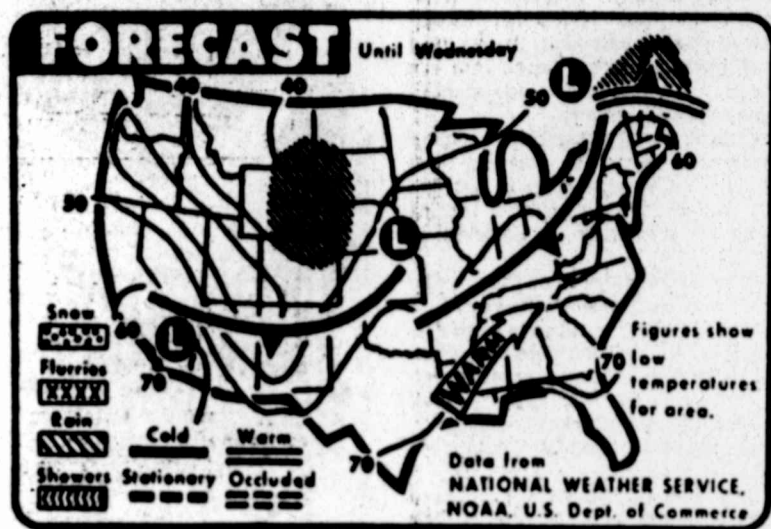 FORECAST
Until Wednesday
40
40
50
L
60
50
L
L
60
70
70
70
WARM
Snow
Flurries
Rain
Showers
Cold
Warm
Stationary
Occluded
Figures show
low
temperatures
for area.
Data from
NATIONAL WEATHER SERVICE,
NOAA, U.S. Dept. of Commerce